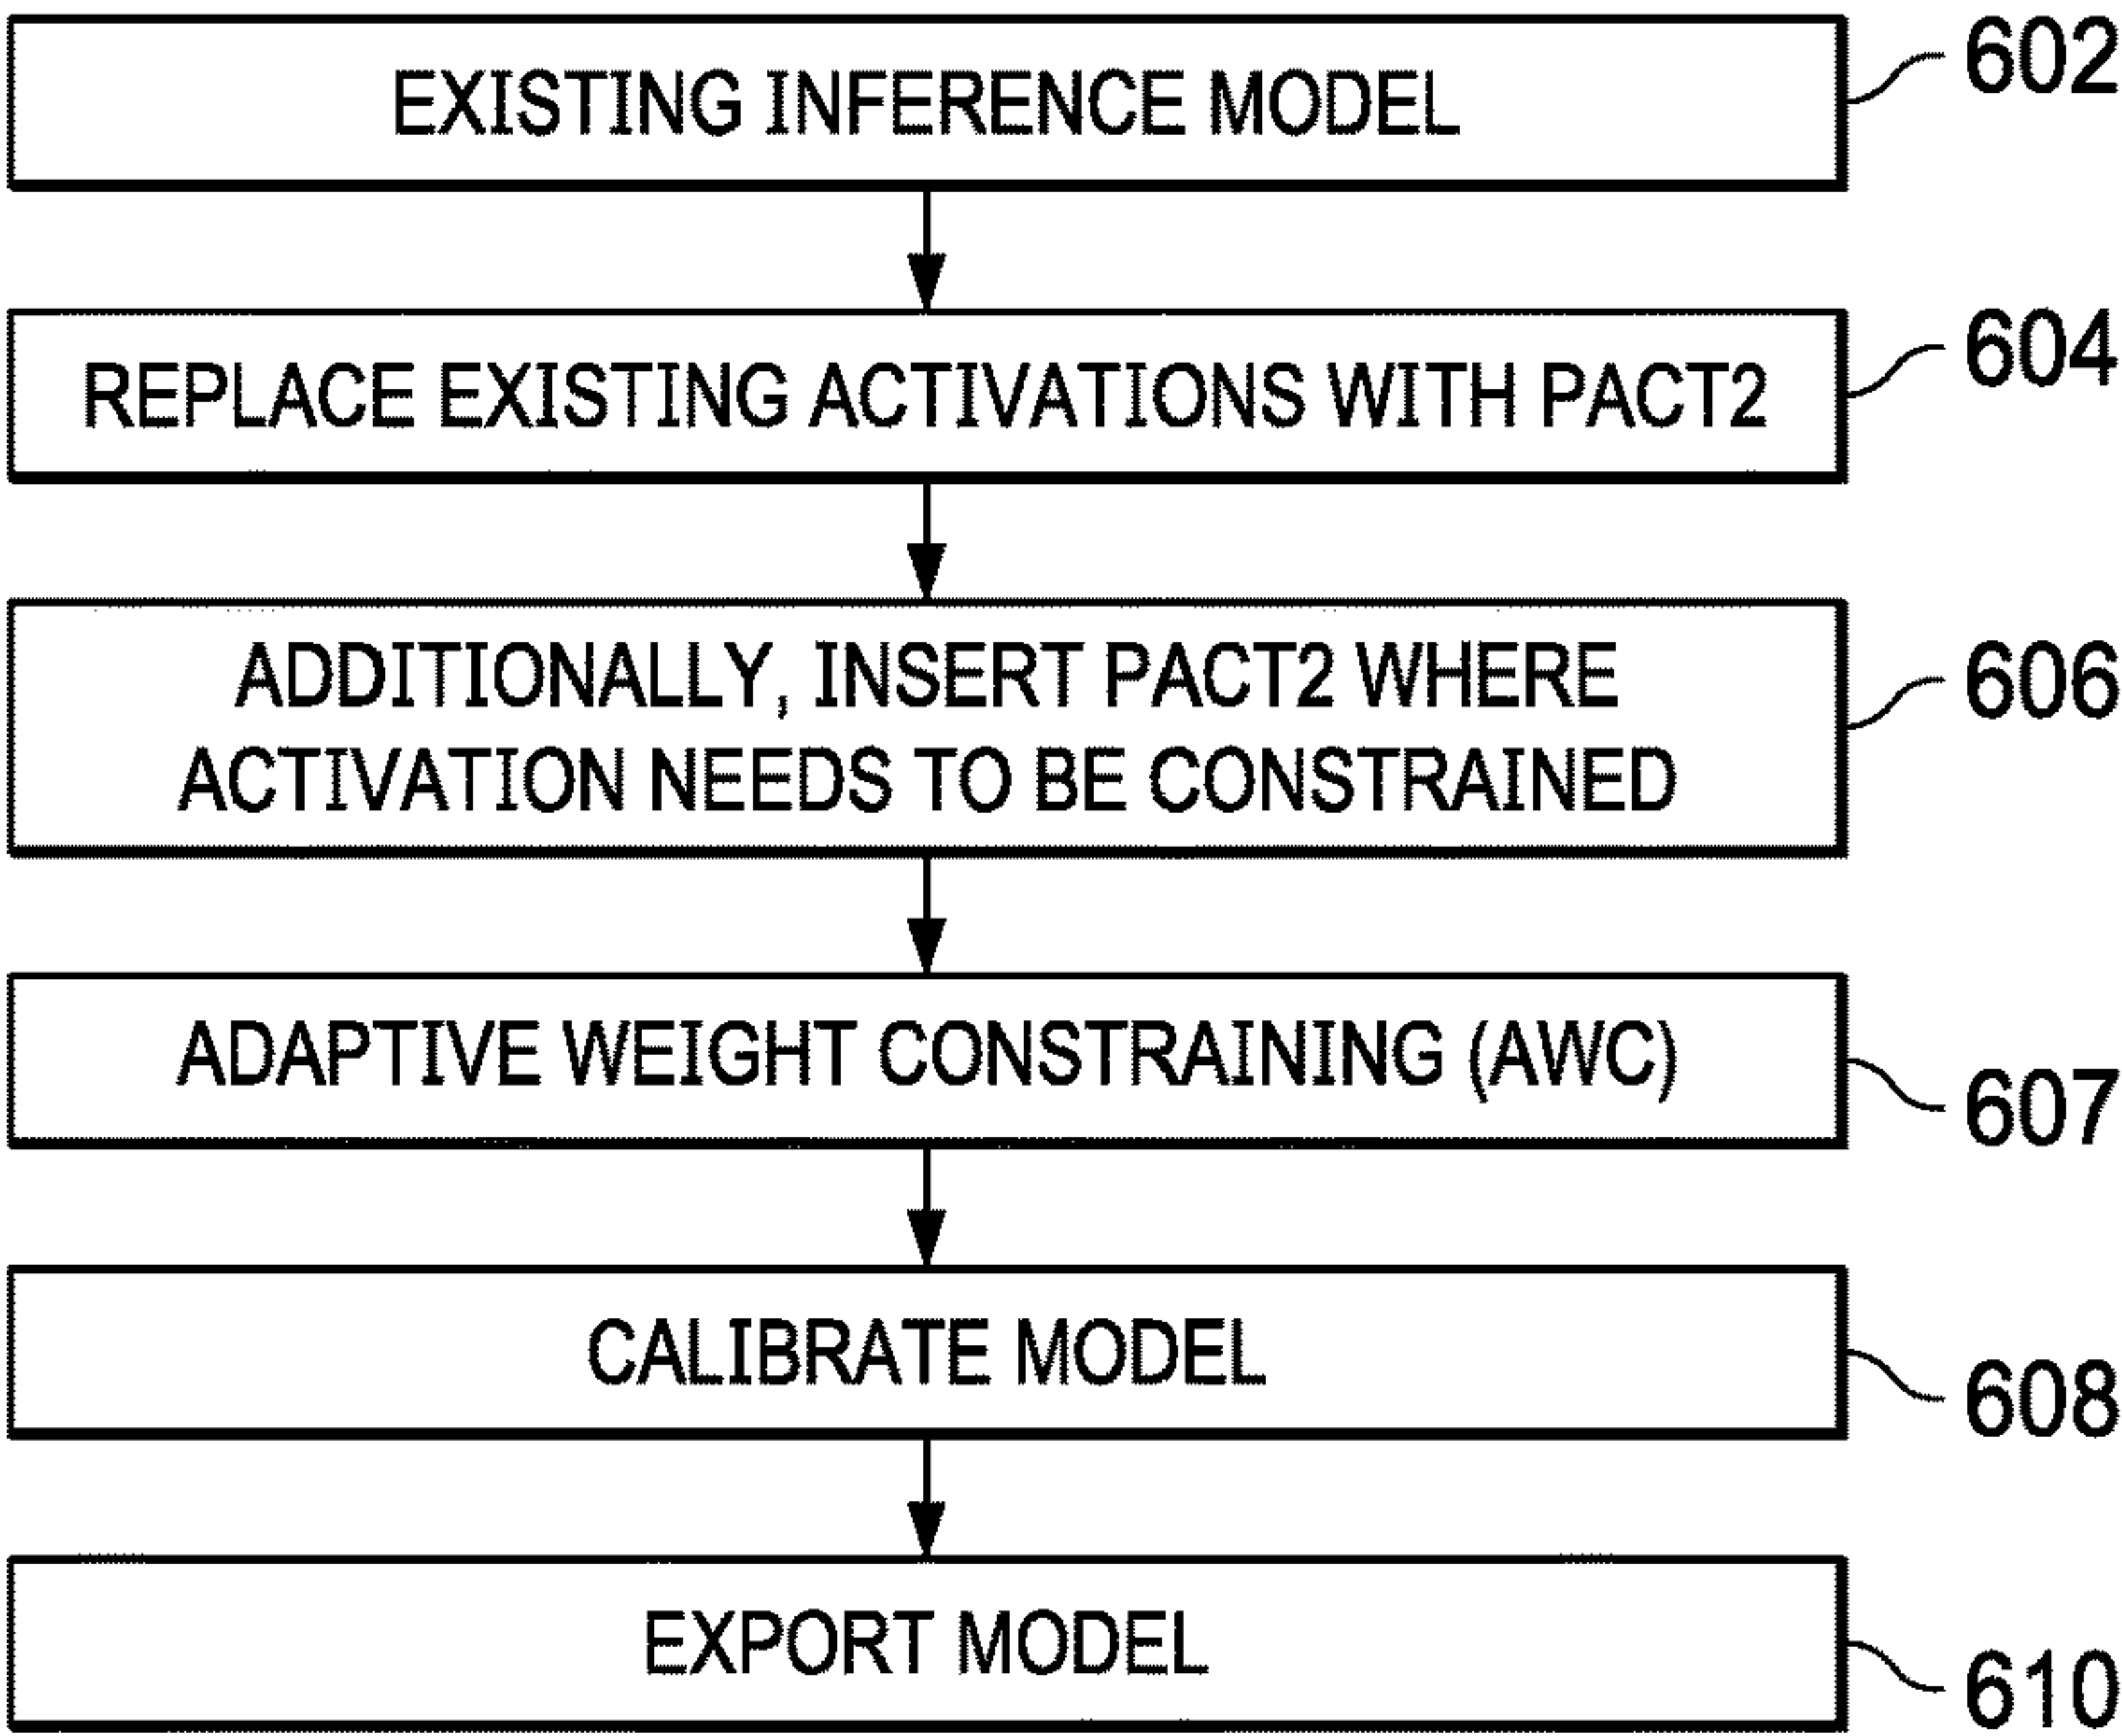 EXISTING INFERENCE MODEL
602
REPLACE EXISTING ACTIVATIONS WITH PACT2
604
ADDITIONALLY, INSERT PACT2 WHERE
ACTIVATION NEEDS TO BE CONSTRAINED
606
ADAPTIVE WEIGHT CONSTRAINING (AWC)
607
CALIBRATE MODEL
608
EXPORT MODEL
610